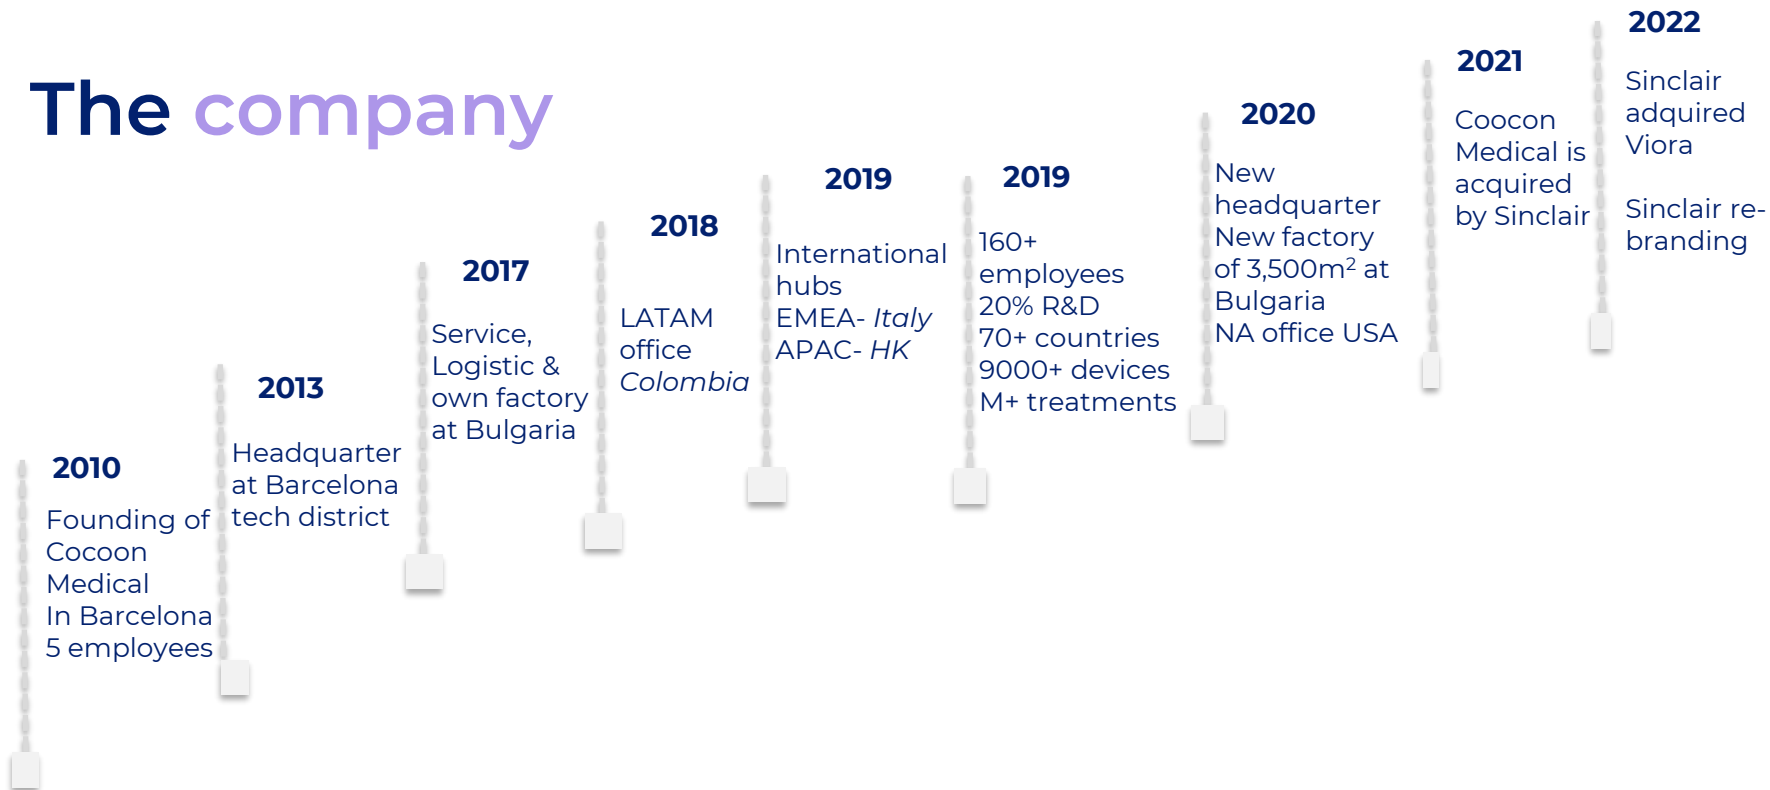 The company
2010
Founding of
Cocoon
Medical
In Barcelona
5 employees
2013
Headquarter
at Barcelona
tech district
2017
Service,
Logistic &
own factory
at Bulgaria
2018
LATAM
office
Colombia
2019
International
hubs
EMEA- Italy
APAC- HK
2019
160+
employees
20% R&D
70+ countries
9000+ devices
M+ treatments
2020
New
headquarter
New factory
of 3,500m² at
Bulgaria
NA office USA
2021
Coocon
Medical is
acquired
by Sinclair
2022
Sinclair
adquired
Viora
Sinclair re-
branding